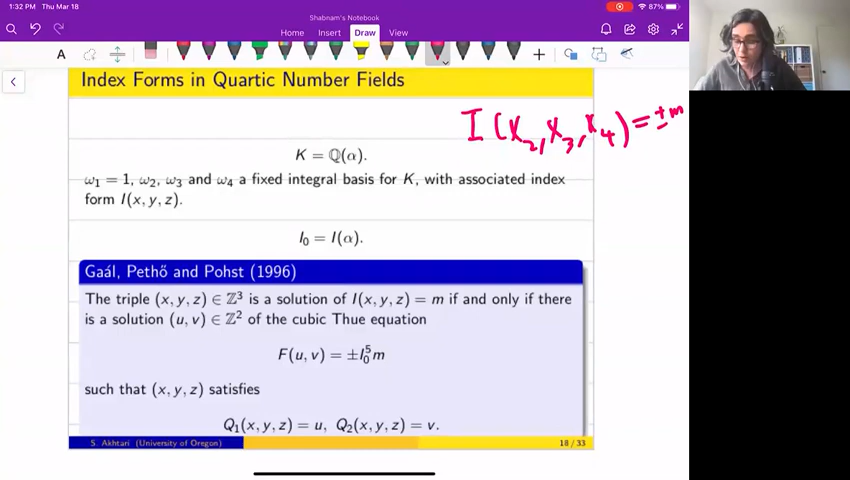 1:32 PM Thu Mar 18
87%
Shabnam's Notebook
Home Insert Draw View
A
Index Forms in Quartic Number Fields
I(x₂,x₃,x₄)=±m
K = ℚ(α).
ω₁ = 1, ω₂, ω₃ and ω₄ a fixed integral basis for K, with associated index
form I(x, y, z).
I₀ = I(α).
Gaál, Pethő and Pohst (1996)
The triple (x, y, z) ∈ ℤ³ is a solution of I(x, y, z) = m if and only if there
is a solution (u, v) ∈ ℤ² of the cubic Thue equation
F(u, v) = ±I₀⁵m
such that (x, y, z) satisfies
Q₁(x, y, z) = u, Q₂(x, y, z) = v.
S. Akhtari (University of Oregon) 18 / 33